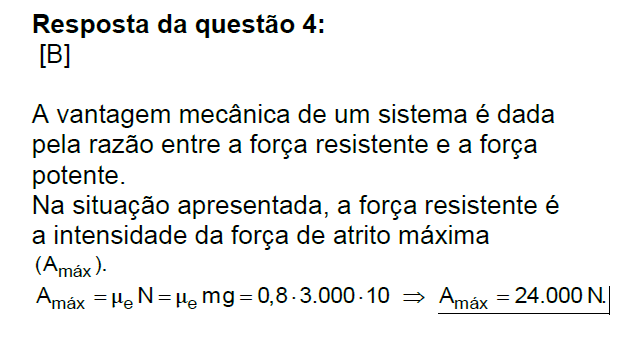 Resposta da questão 4:
[B]
A vantagem mecânica de um sistema é dada
pela razão entre a força resistente e a força
potente.
Na situação apresentada, a força resistente é
a intensidade da força de atrito máxima
(Amáx).
Amáx = μe N = μe mg = 0,8 · 3.000 · 10 ⇒ Amáx = 24.000 N.